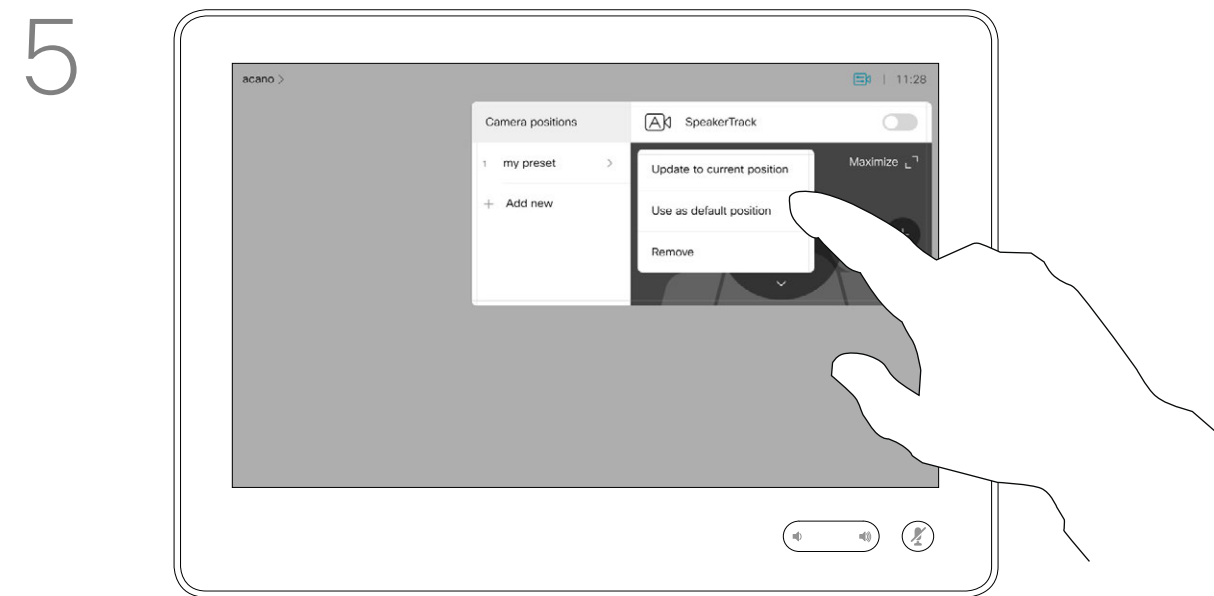 5
acano >
11:28
Camera positions
SpeakerTrack
1 my preset >
Maximize
Update to current position
+ Add new
Use as default position
Remove